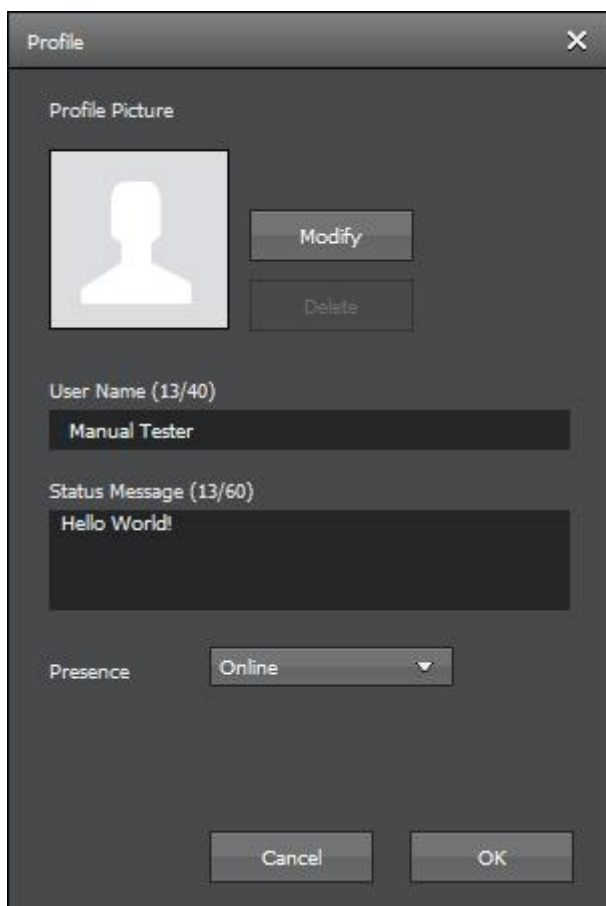 Profile
Profile Picture
Modify
Delete
User Name (13/40)
Manual Tester
Status Message (13/60)
Hello World!
Presence
Online
Cancel
OK